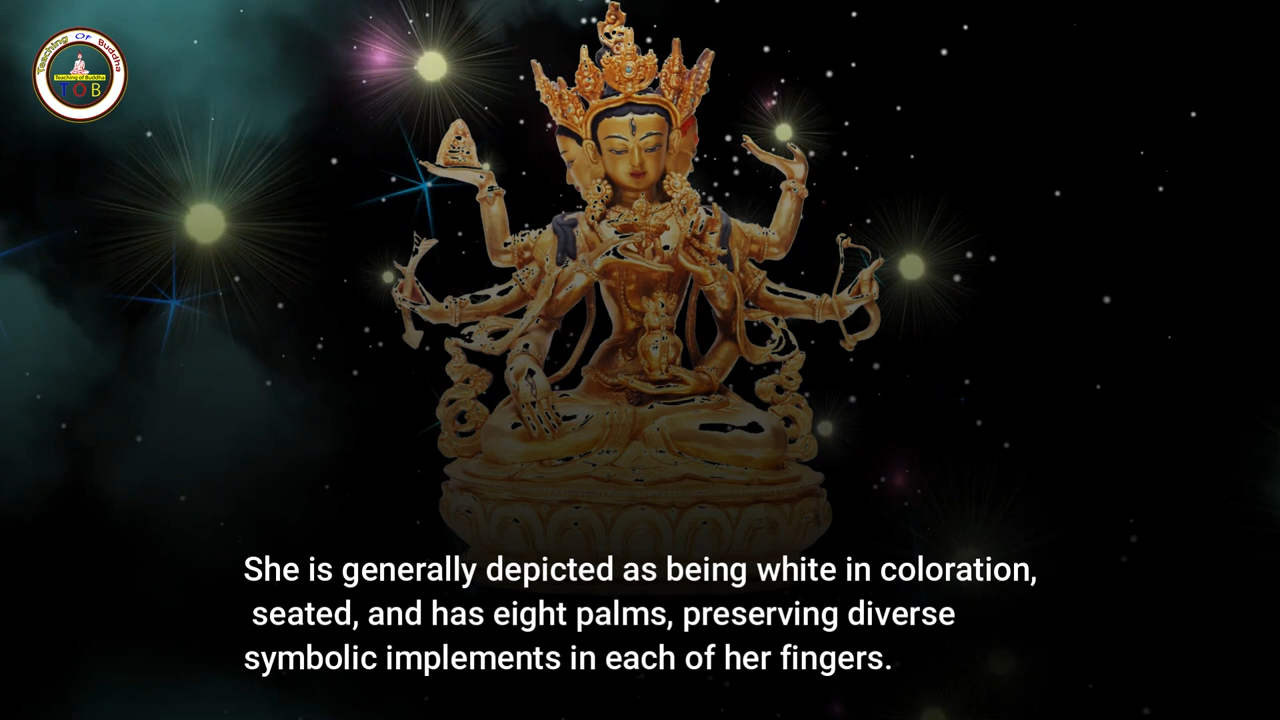 Teaching Of Buddha
Teaching of Buddha
TOB
She is generally depicted as being white in coloration,
seated, and has eight palms, preserving diverse
symbolic implements in each of her fingers.